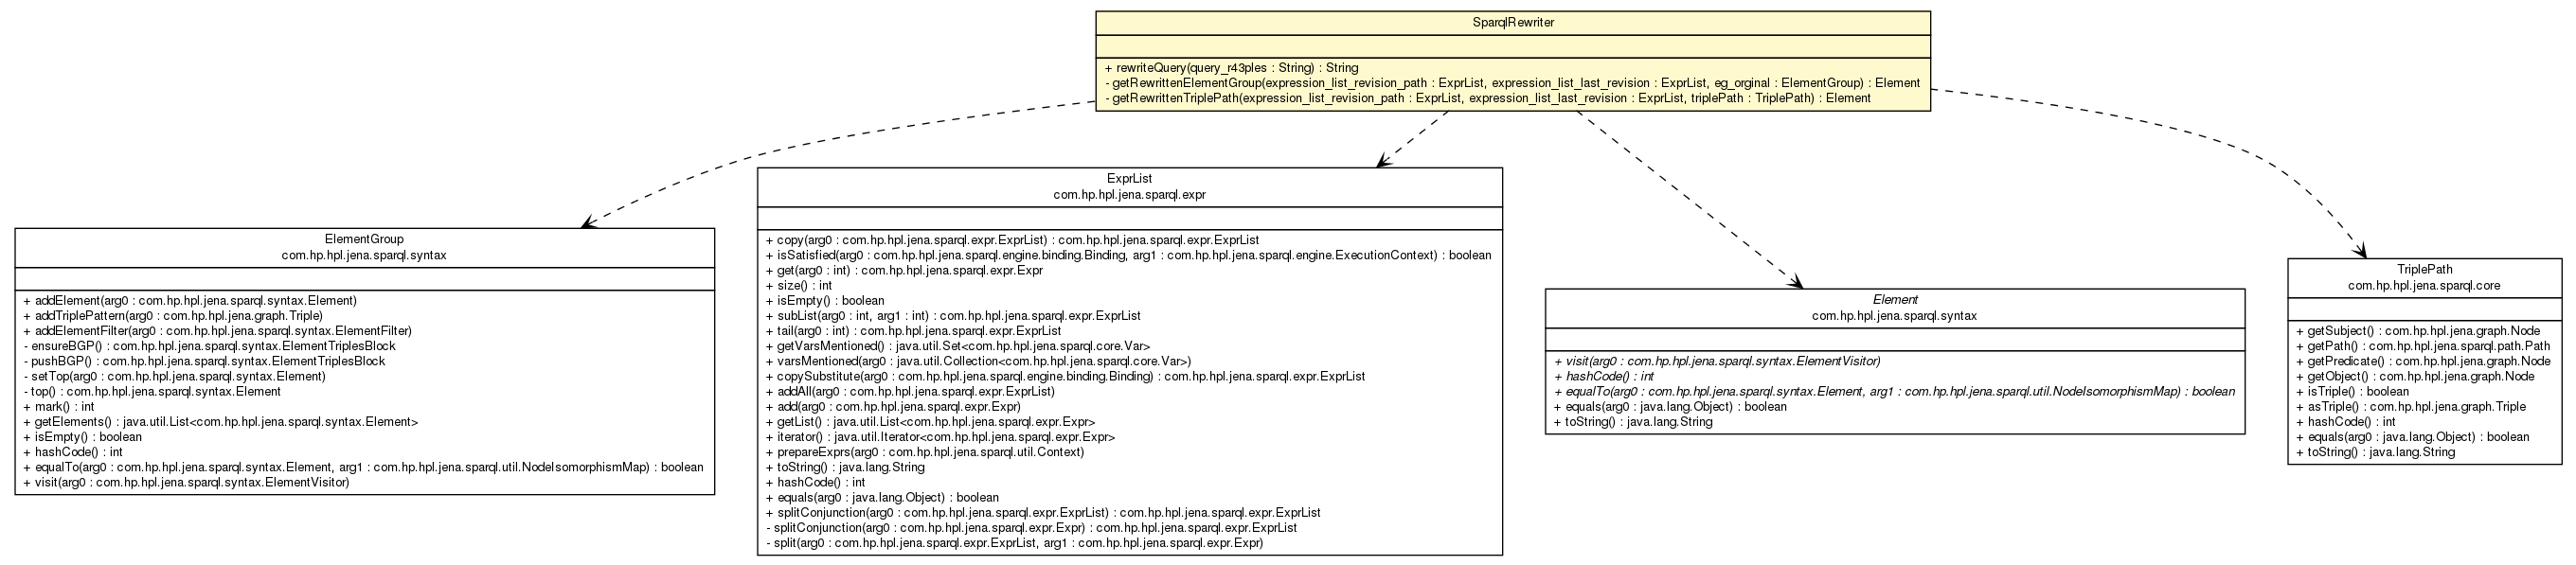 SparqlRewriter
+ rewriteQuery(query_r43ples : String) : String
- getRewrittenElementGroup(expression_list_revision_path : ExprList, expression_list_last_revision : ExprList, eg_orginal : ElementGroup) : Element
- getRewrittenTriplePath(expression_list_revision_path : ExprList, expression_list_last_revision : ExprList, triplePath : TriplePath) : Element
ElementGroup
com.hp.hpl.jena.sparql.syntax
+ addElement(arg0 : com.hp.hpl.jena.sparql.syntax.Element)
+ addTriplePattern(arg0 : com.hp.hpl.jena.graph.Triple)
+ addElementFilter(arg0 : com.hp.hpl.jena.sparql.syntax.ElementFilter)
- ensureBGP() : com.hp.hpl.jena.sparql.syntax.ElementTriplesBlock
- pushBGP() : com.hp.hpl.jena.sparql.syntax.ElementTriplesBlock
- setTop(arg0 : com.hp.hpl.jena.sparql.syntax.Element)
- top() : com.hp.hpl.jena.sparql.syntax.Element
+ mark() : int
+ getElements() : java.util.List<com.hp.hpl.jena.sparql.syntax.Element>
+ isEmpty() : boolean
+ hashCode() : int
+ equalTo(arg0 : com.hp.hpl.jena.sparql.syntax.Element, arg1 : com.hp.hpl.jena.sparql.util.NodeIsomorphismMap) : boolean
+ visit(arg0 : com.hp.hpl.jena.sparql.syntax.ElementVisitor)
ExprList
com.hp.hpl.jena.sparql.expr
+ copy(arg0 : com.hp.hpl.jena.sparql.expr.ExprList) : com.hp.hpl.jena.sparql.expr.ExprList
+ isSatisfied(arg0 : com.hp.hpl.jena.sparql.engine.binding.Binding, arg1 : com.hp.hpl.jena.sparql.engine.ExecutionContext) : boolean
+ get(arg0 : int) : com.hp.hpl.jena.sparql.expr.Expr
+ size() : int
+ isEmpty() : boolean
+ subList(arg0 : int, arg1 : int) : com.hp.hpl.jena.sparql.expr.ExprList
+ tail(arg0 : int) : com.hp.hpl.jena.sparql.expr.ExprList
+ getVarsMentioned() : java.util.Set<com.hp.hpl.jena.sparql.core.Var>
+ varsMentioned(arg0 : java.util.Collection<com.hp.hpl.jena.sparql.core.Var>)
+ copySubstitute(arg0 : com.hp.hpl.jena.sparql.engine.binding.Binding) : com.hp.hpl.jena.sparql.expr.ExprList
+ addAll(arg0 : com.hp.hpl.jena.sparql.expr.ExprList)
+ add(arg0 : com.hp.hpl.jena.sparql.expr.Expr)
+ getList() : java.util.List<com.hp.hpl.jena.sparql.expr.Expr>
+ iterator() : java.util.Iterator<com.hp.hpl.jena.sparql.expr.Expr>
+ prepareExprs(arg0 : com.hp.hpl.jena.sparql.util.Context)
+ toString() : java.lang.String
+ hashCode() : int
+ equals(arg0 : java.lang.Object) : boolean
+ splitConjunction(arg0 : com.hp.hpl.jena.sparql.expr.ExprList) : com.hp.hpl.jena.sparql.expr.ExprList
- splitConjunction(arg0 : com.hp.hpl.jena.sparql.expr.Expr) : com.hp.hpl.jena.sparql.expr.ExprList
- split(arg0 : com.hp.hpl.jena.sparql.expr.ExprList, arg1 : com.hp.hpl.jena.sparql.expr.Expr)
Element
com.hp.hpl.jena.sparql.syntax
+ visit(arg0 : com.hp.hpl.jena.sparql.syntax.ElementVisitor)
+ hashCode() : int
+ equalTo(arg0 : com.hp.hpl.jena.sparql.syntax.Element, arg1 : com.hp.hpl.jena.sparql.util.NodeIsomorphismMap) : boolean
+ equals(arg0 : java.lang.Object) : boolean
+ toString() : java.lang.String
TriplePath
com.hp.hpl.jena.sparql.core
+ getSubject() : com.hp.hpl.jena.graph.Node
+ getPath() : com.hp.hpl.jena.sparql.path.Path
+ getPredicate() : com.hp.hpl.jena.graph.Node
+ getObject() : com.hp.hpl.jena.graph.Node
+ isTriple() : boolean
+ asTriple() : com.hp.hpl.jena.graph.Triple
+ hashCode() : int
+ equals(arg0 : java.lang.Object) : boolean
+ toString() : java.lang.String